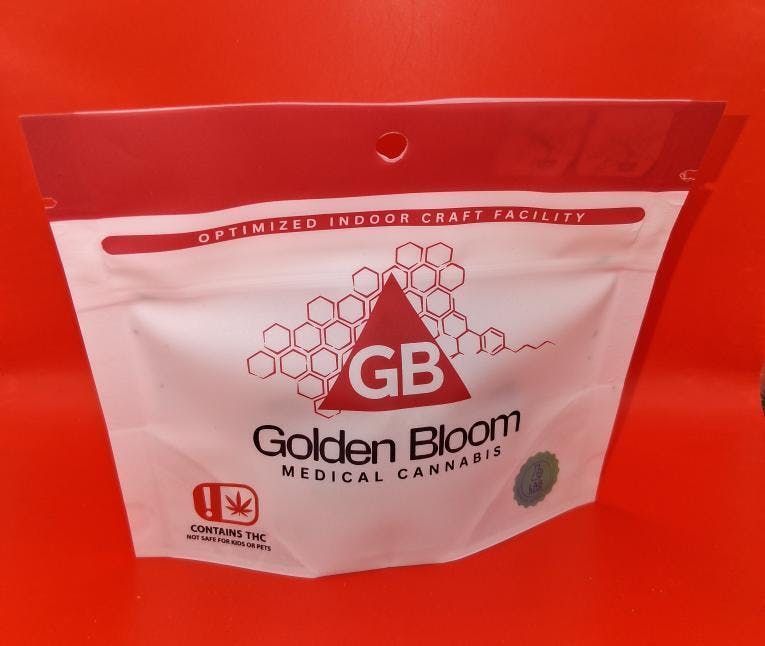 OPTIMIZED INDOOR CRAFT FACILITY
GB
Golden Bloom
MEDICAL CANNABIS
!
CONTAINS THC
NOT SAFE FOR KIDS OR PETS